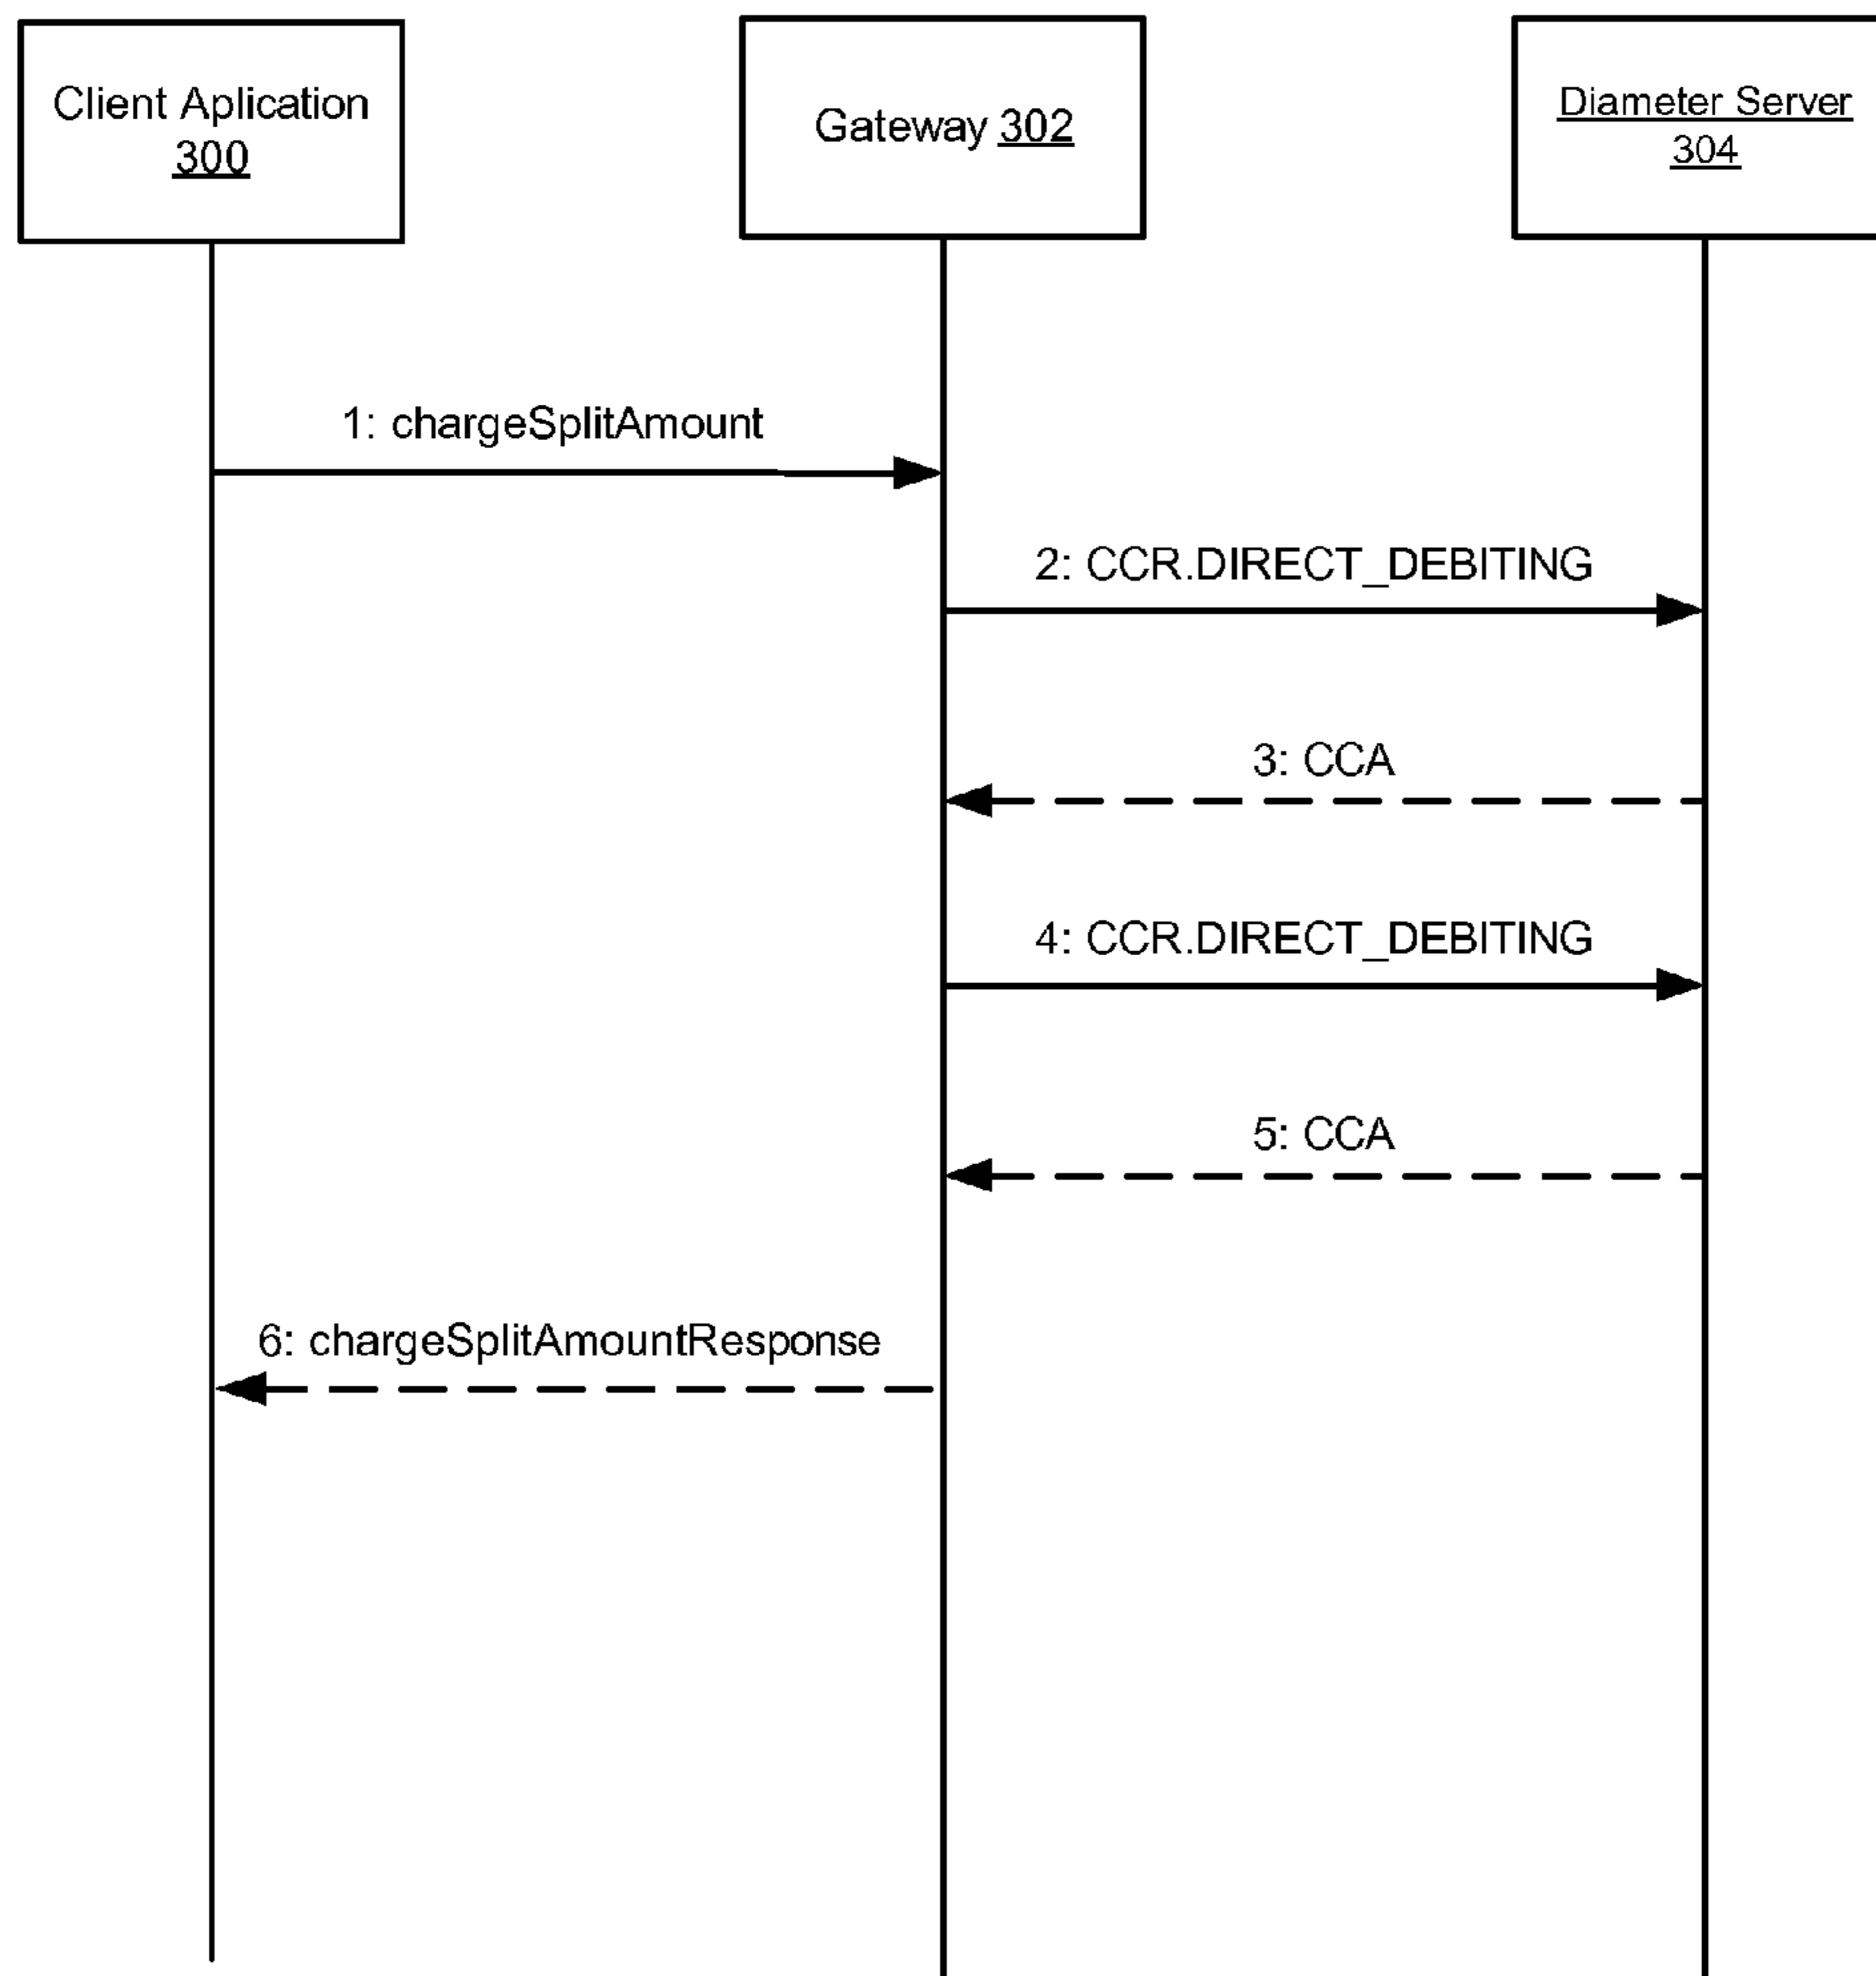 Client Aplication
300
Gateway 302
Diameter Server
304
1: chargeSplitAmount
2: CCR.DIRECT_DEBITING
3: CCA
4: CCR.DIRECT_DEBITING
5: CCA
6: chargeSplitAmountResponse